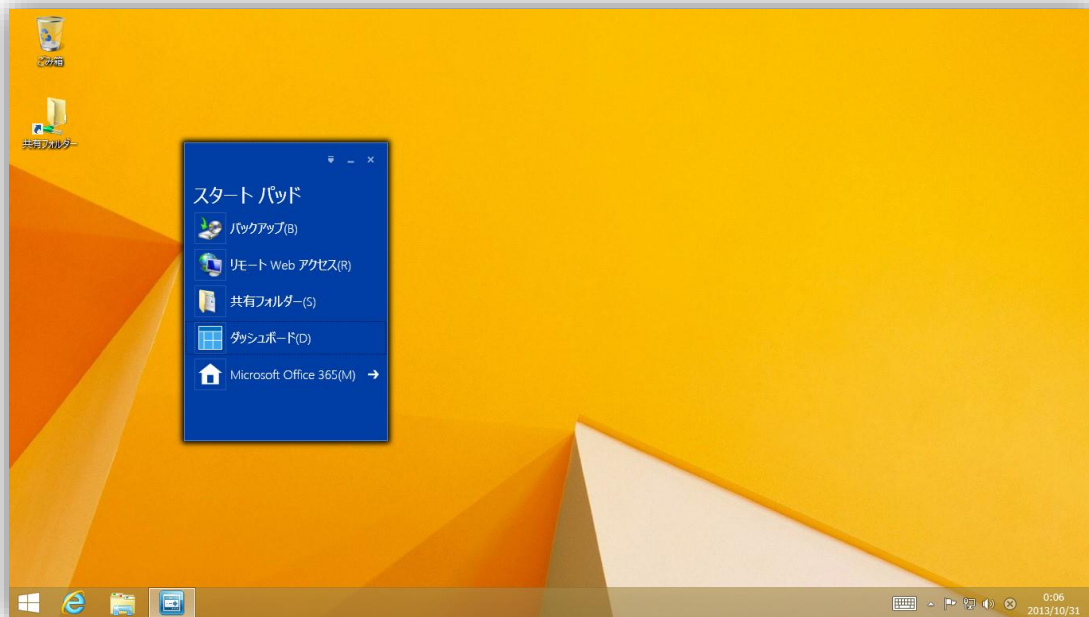 ごみ箱
共有フォルダー
スタート パッド
バックアップ(B)
リモート Web アクセス(R)
共有フォルダー(S)
ダッシュボード(D)
Microsoft Office 365(M)
0:06
2013/10/31